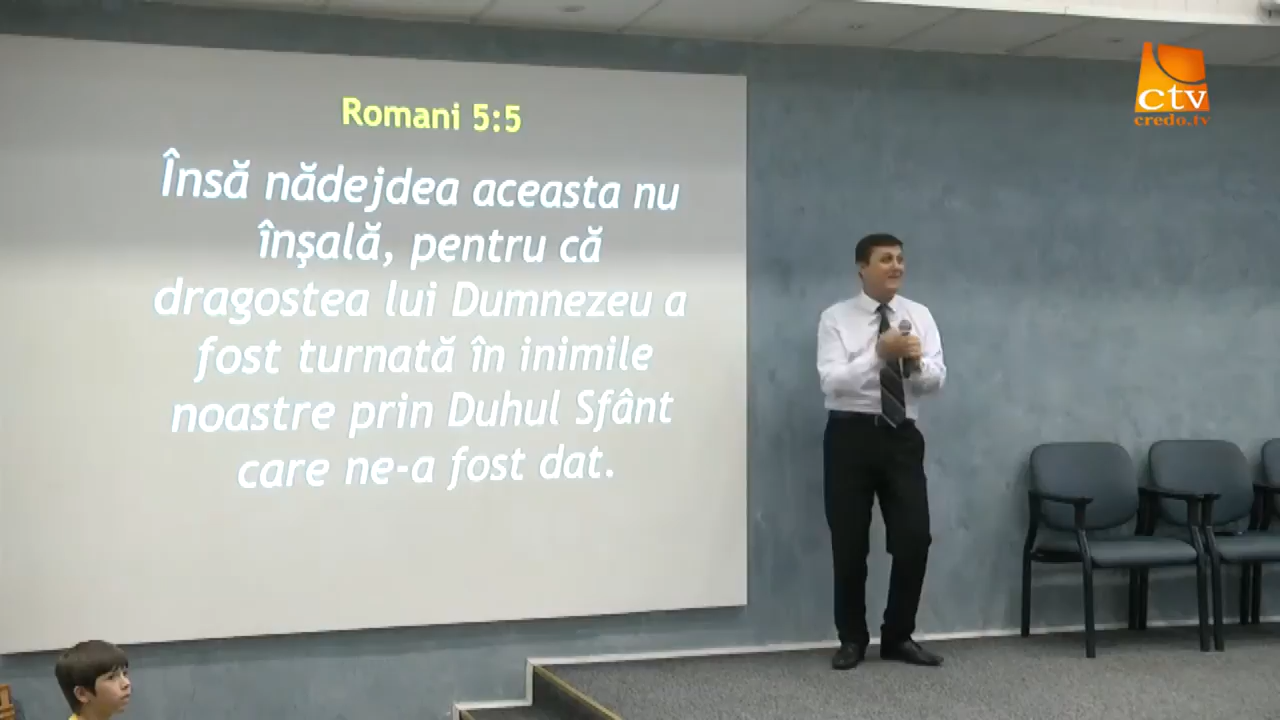 Romani 5:5
Însă nădejdea aceasta nu
înşală, pentru că
dragostea lui Dumnezeu a
fost turnată în inimile
noastre prin Duhul Sfânt
care ne-a fost dat.
ctv
credo.tv